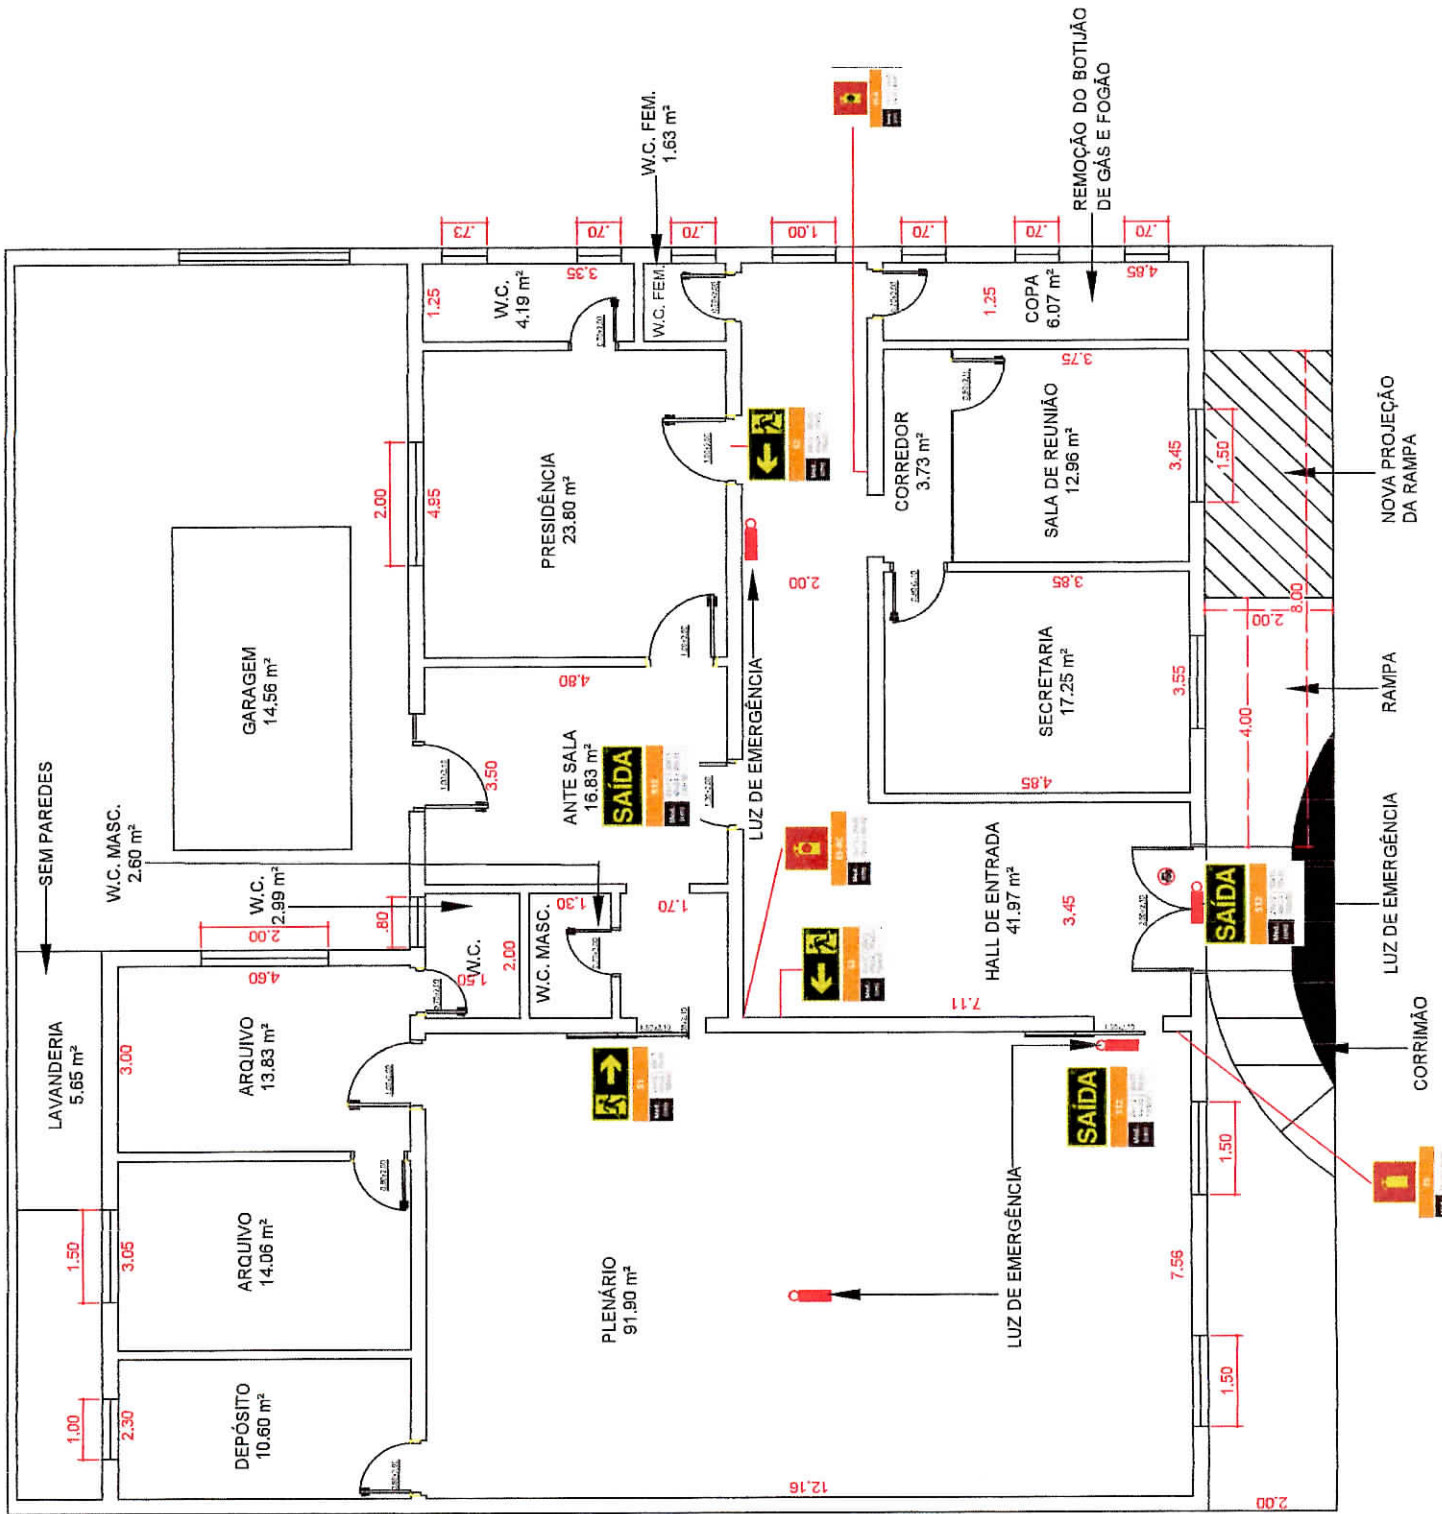 SEM PAREDES
LAVANDERIA
5.65 m²
W.C. MASC.
2.60 m²
W.C.
2.99 m²
GARAGEM
14.56 m²
ARQUIVO
13.83 m²
ARQUIVO
14.06 m²
DEPÓSITO
10.60 m²
W.C.
W.C. MASC.
ANTE SALA
16.83 m²
SAÍDA
PRESIDÊNCIA
23.80 m²
W.C.
4.19 m²
W.C. FEM.
W.C. FEM.
1.63 m²
LUZ DE EMERGÊNCIA
CORREDOR
3.73 m²
SALA DE REUNIÃO
12.96 m²
COPA
6.07 m²
REMOÇÃO DO BOTIJÃO
DE GÁS E FOGÃO
SECRETARIA
17.25 m²
HALL DE ENTRADA
41.97 m²
PLENÁRIO
91.90 m²
LUZ DE EMERGÊNCIA
SAÍDA
SAÍDA
LUZ DE EMERGÊNCIA
CORRIMÃO
RAMPA
NOVA PROJEÇÃO
DA RAMPA
1.00
2.30
1.50
3.05
3.00
4.60
2.00
.80
1.50
2.00
1.30
1.70
3.50
4.80
2.00
4.95
1.25
3.35
.73
.70
.70
1.00
.70
.70
.70
1.25
4.85
3.75
3.45
1.50
2.00
3.85
3.55
4.85
4.00
8.00
2.00
3.45
7.11
7.56
1.50
1.50
12.16
2.00